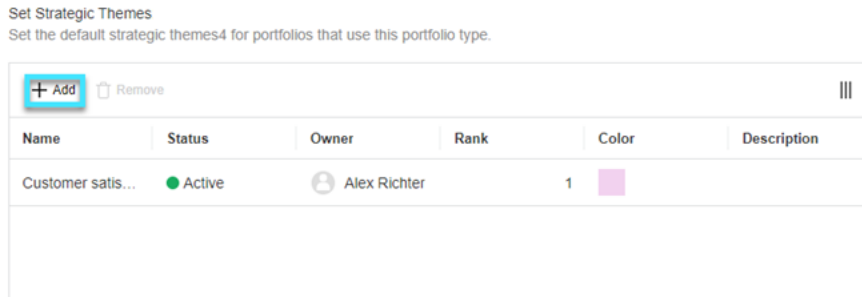 Set Strategic Themes
Set the default strategic themes4 for portfolios that use this portfolio type.
+ Add Remove
Name Status Owner Rank Color Description
Customer satis... Active Alex Richter 1